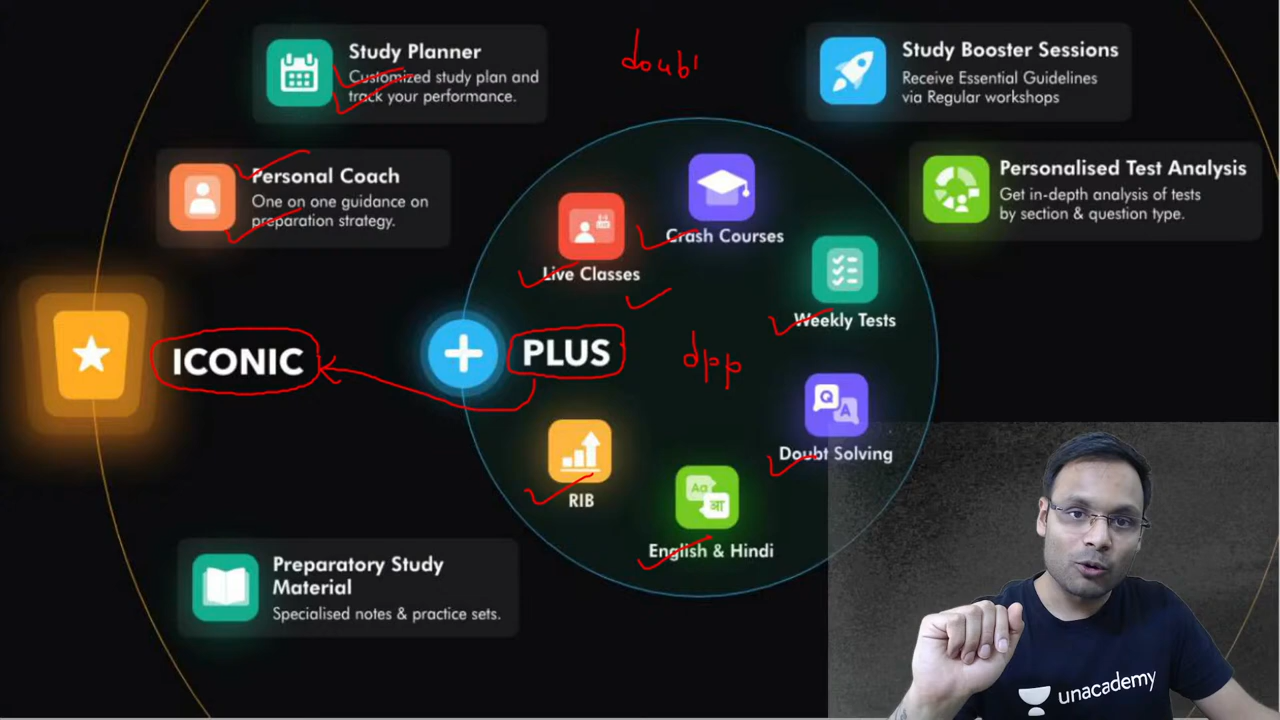 Study Planner
Customized study plan and
track your performance.
doubt
Study Booster Sessions
Receive Essential Guidelines
via Regular workshops
Personal Coach
One on one guidance on
preparation strategy.
Personalised Test Analysis
Get in-depth analysis of tests
by section & question type.
Crash Courses
Live Classes
Weekly Tests
ICONIC
PLUS
dpp
Q
A
Doubt Solving
RIB
Aa
आ
English & Hindi
Preparatory Study
Material
Specialised notes & practice sets.
unacademy